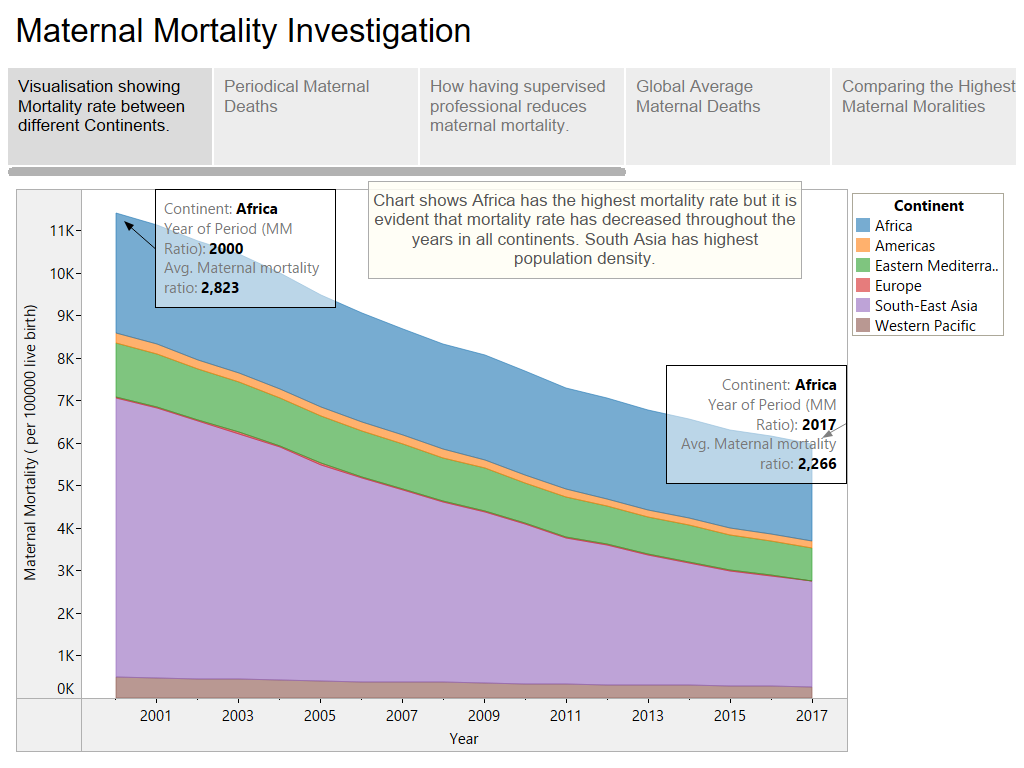 Maternal Mortality Investigation
Visualisation showing
Mortality rate between
different Continents.
Periodical Maternal
Deaths
How having supervised
professional reduces
maternal mortality.
Global Average
Maternal Deaths
Comparing the Highest
Maternal Moralities
Continent: Africa
Year of Period (MM
Ratio): 2000
Avg. Maternal mortality
ratio: 2,823
Chart shows Africa has the highest mortality rate but it is
evident that mortality rate has decreased throughout the
years in all continents. South Asia has highest
population density.
Continent
Africa
Americas
Eastern Mediterra..
Europe
South-East Asia
Western Pacific
Continent: Africa
Year of Period (MM
Ratio): 2017
Avg. Maternal mortality
ratio: 2,266
Maternal Mortality ( per 100000 live birth)
11K
10K
9K
8K
7K
6K
5K
4K
3K
2K
1K
0K
2001 2003 2005 2007 2009 2011 2013 2015 2017
Year